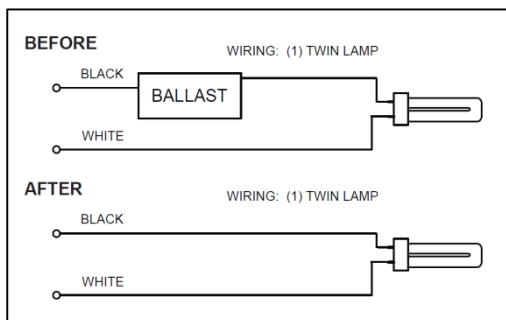 BEFORE
WIRING: (1) TWIN LAMP
BLACK
BALLAST
WHITE
AFTER
WIRING: (1) TWIN LAMP
BLACK
WHITE